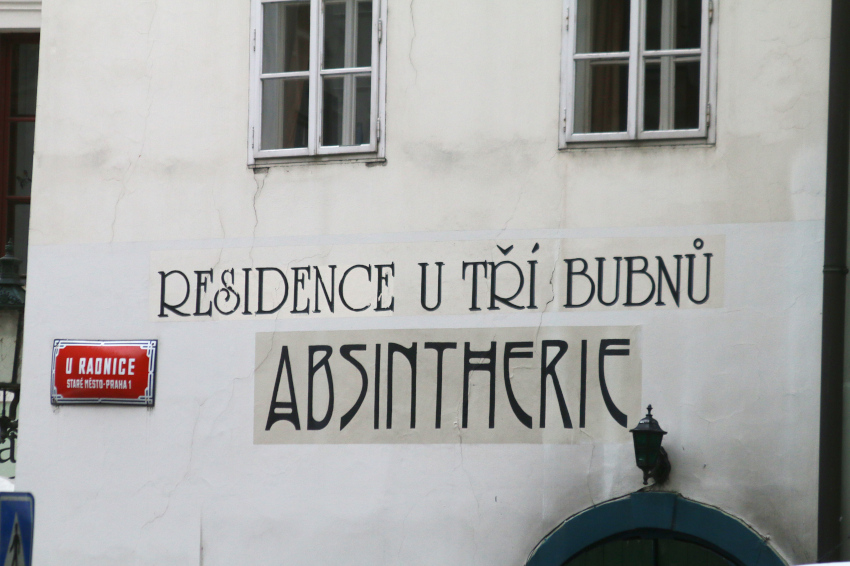 RESIDENCE U TŘÍ BUBNŮ
ABSINTHERIE
U RADNICE
STARÉ MĚSTO-PRAHA 1